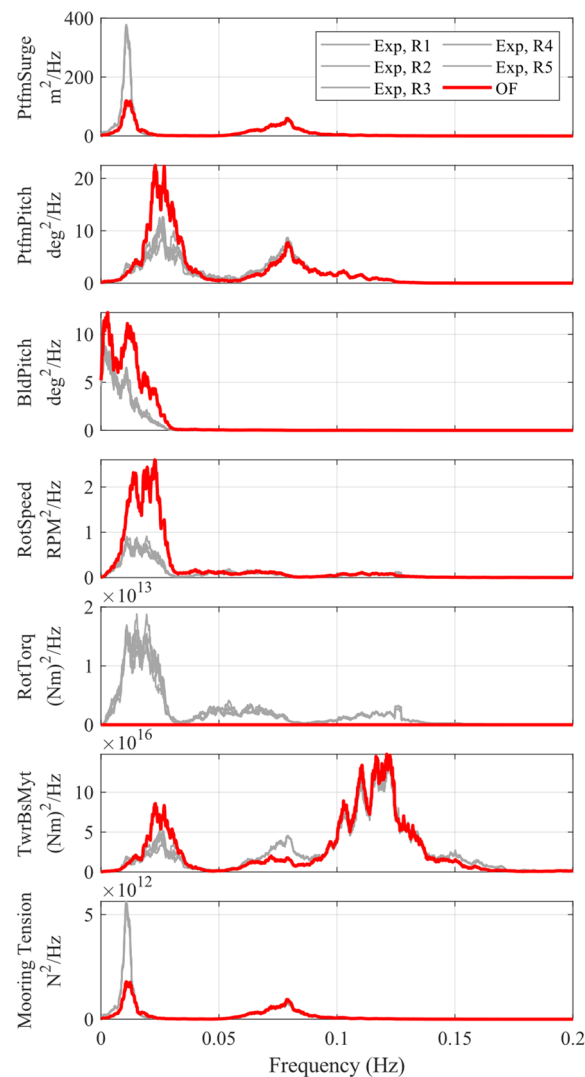 PtfmSurge
m²/Hz
400
200
0
Exp, R1
Exp, R2
Exp, R3
Exp, R4
Exp, R5
OF
PtfmPitch
deg²/Hz
20
10
0
BldPitch
deg²/Hz
10
5
0
RotSpeed
RPM²/Hz
2
1
0
×10¹³
RotTorq
(Nm)²/Hz
2
1
0
×10¹⁶
TwrBsMyt
(Nm)²/Hz
10
5
0
×10¹²
Mooring Tension
N²/Hz
5
0
0 0.05 0.1 0.15 0.2
Frequency (Hz)